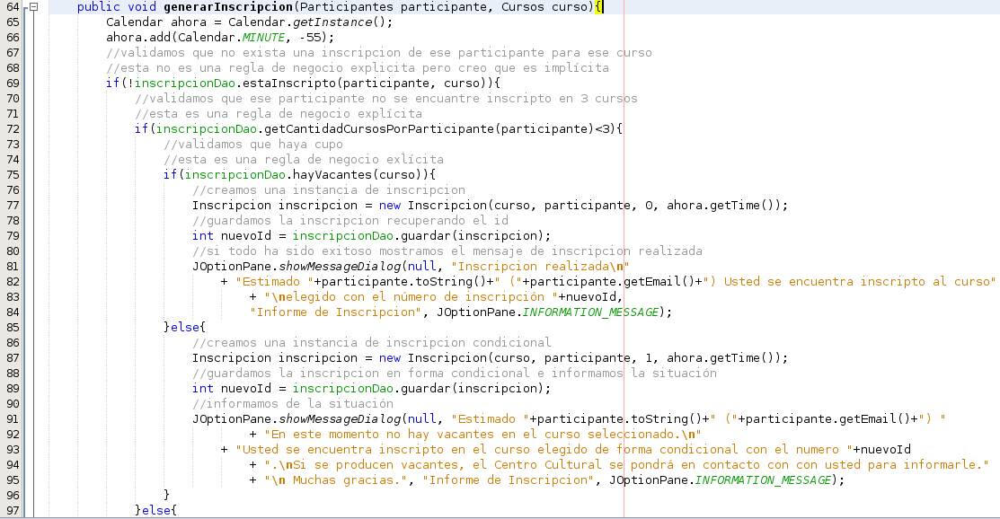 64 public void generarInscripcion(Participantes participante, Cursos curso){
65 Calendar ahora = Calendar.getInstance();
66 ahora.add(Calendar.MINUTE, -55);
67 //validamos que no exista una inscripcion de ese participante para ese curso
68 //esta no es una regla de negocio explicita pero creo que es implícita
69 if(!inscripcionDao.estaInscripto(participante, curso)){
70 //validamos que ese participante no se encuantre inscripto en 3 cursos
71 //esta es una regla de negocio explícita
72 if(inscripcionDao.getCantidadCursosPorParticipante(participante)<3){
73 //validamos que haya cupo
74 //esta es una regla de negocio exlícita
75 if(inscripcionDao.hayVacantes(curso)){
76 //creamos una instancia de inscripcion
77 Inscripcion inscripcion = new Inscripcion(curso, participante, 0, ahora.getTime());
78 //guardamos la inscripcion recuperando el id
79 int nuevoId = inscripcionDao.guardar(inscripcion);
80 //si todo ha sido exitoso mostramos el mensaje de inscripcion realizada
81 JOptionPane.showMessageDialog(null, "Inscripcion realizada\n"
82 + "Estimado "+participante.toString()+" ("+participante.getEmail()+") Usted se encuentra inscripto al curso"
83 + "\nelegido con el número de inscripción "+nuevoId,
84 "Informe de Inscripcion", JOptionPane.INFORMATION_MESSAGE);
85 }else{
86 //creamos una instancia de inscripcion condicional
87 Inscripcion inscripcion = new Inscripcion(curso, participante, 1, ahora.getTime());
88 //guardamos la inscripcion en forma condicional e informamos la situación
89 int nuevoId = inscripcionDao.guardar(inscripcion);
90 //informamos de la situación
91 JOptionPane.showMessageDialog(null, "Estimado "+participante.toString()+" ("+participante.getEmail()+") "
92 + "En este momento no hay vacantes en el curso seleccionado.\n"
93 + "Usted se encuentra inscripto en el curso elegido de forma condicional con el numero "+nuevoId
94 + ".\nSi se producen vacantes, el Centro Cultural se pondrá en contacto con con usted para informarle."
95 + "\n Muchas gracias.", "Informe de Inscripcion", JOptionPane.INFORMATION_MESSAGE);
96 }
97 }else{